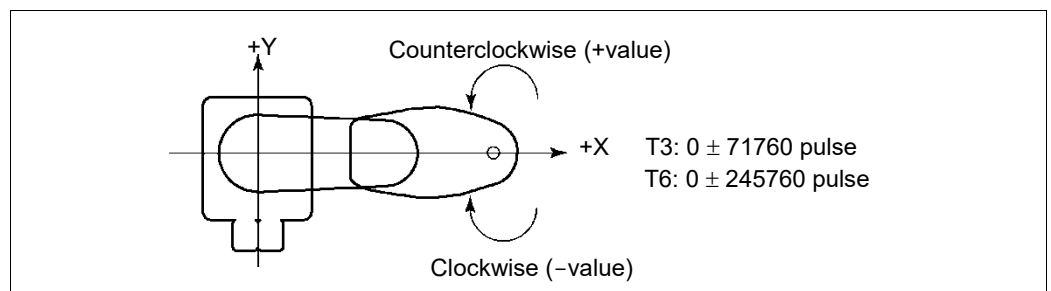 +Y
Counterclockwise (+value)
+X
T3: 0 ± 71760 pulse
T6: 0 ± 245760 pulse
Clockwise (−value)